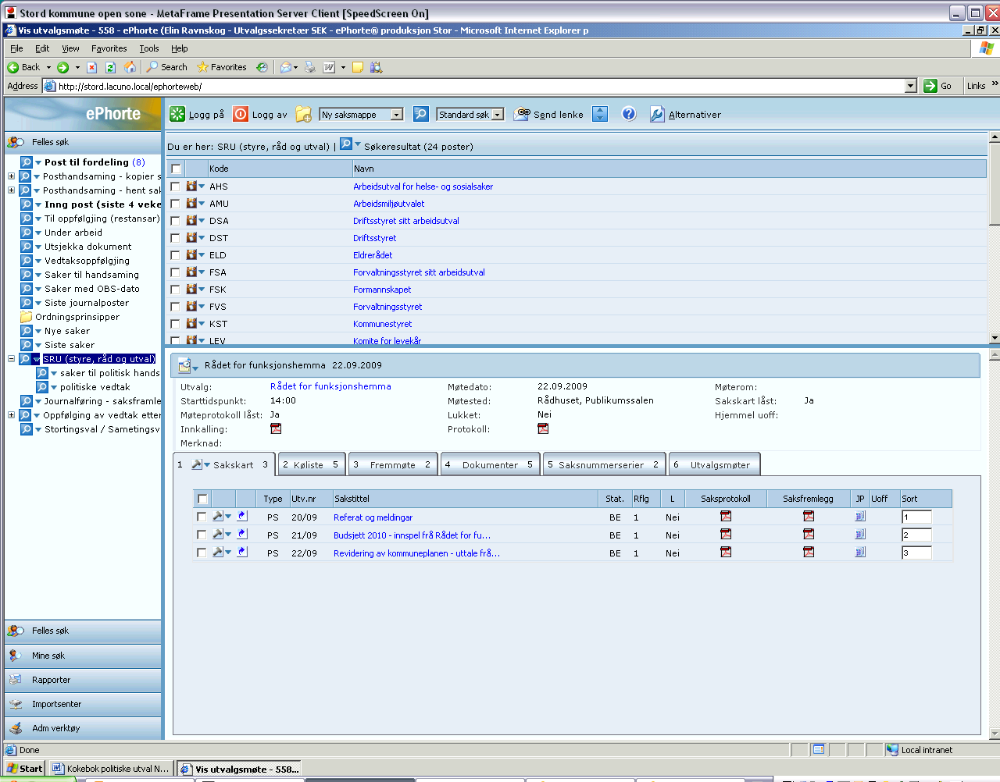 Stord kommune open sone - MetaFrame Presentation Server Client [SpeedScreen On]
Vis utvalgsmøte - 558 - ePhorte (Elin Ravnskog - Utvalgssekretær SEK - ePhorte® produksjon Stor - Microsoft Internet Explorer p
File Edit View Favorites Tools Help
Back Search Favorites
Address http://stord.lacuno.local/ephorteweb/ Go Links »
ePhorte Logg på Logg av Ny saksmappe Standard søk Send lenke Alternativer
Felles søk
Post til fordeling (8)
Posthandsaming - kopier s
Posthandsaming - hent sal
Inng post (siste 4 veke
Til oppfølgjing (restansar)
Under arbeid
Utsjekka dokument
Vedtaksoppfølgjing
Saker til handsaming
Saker med OBS-dato
Siste journalposter
Ordningsprinsipper
Nye saker
Siste saker
SRU (styre, råd og utval)
saker til politisk hands
politiske vedtak
Journalføring - saksframle
Oppfølging av vedtak etter
Stortingsval / Sametingsv
Felles søk
Mine søk
Rapporter
Importsenter
Adm verktøy
Du er her: SRU (styre, råd og utval) | Søkeresultat (24 poster)
Kode Navn
AHS Arbeidsutval for helse- og sosialsaker
AMU Arbeidsmiljøutvalet
DSA Driftsstyret sitt arbeidsutval
DST Driftsstyret
ELD Eldrerådet
FSA Forvaltningsstyret sitt arbeidsutval
FSK Formannskapet
FVS Forvaltningsstyret
KST Kommunestyret
LEV Komite for levekår
Rådet for funksjonshemma 22.09.2009
Utvalg: Rådet for funksjonshemma Møtedato: 22.09.2009 Møterom:
Starttidspunkt: 14:00 Møtested: Rådhuset, Publikumssalen Sakskart låst: Ja
Møteprotokoll låst: Ja Lukket: Nei Hjemmel uoff:
Innkalling: Protokoll:
Merknad:
1 Sakskart 3 2 Køliste 5 3 Fremmøte 2 4 Dokumenter 5 5 Saksnummerserier 2 6 Utvalgsmøter
Type Utv.nr Sakstittel Stat. Rflg L Saksprotokoll Saksfremlegg JP Uoff Sort
PS 20/09 Referat og meldingar BE 1 Nei 1
PS 21/09 Budsjett 2010 - innspel frå Rådet for fu... BE 1 Nei 2
PS 22/09 Revidering av kommuneplanen - uttale frå... BE 1 Nei 3
Done Local intranet
Start Kokebok politiske utval N... Vis utvalgsmøte - 558...